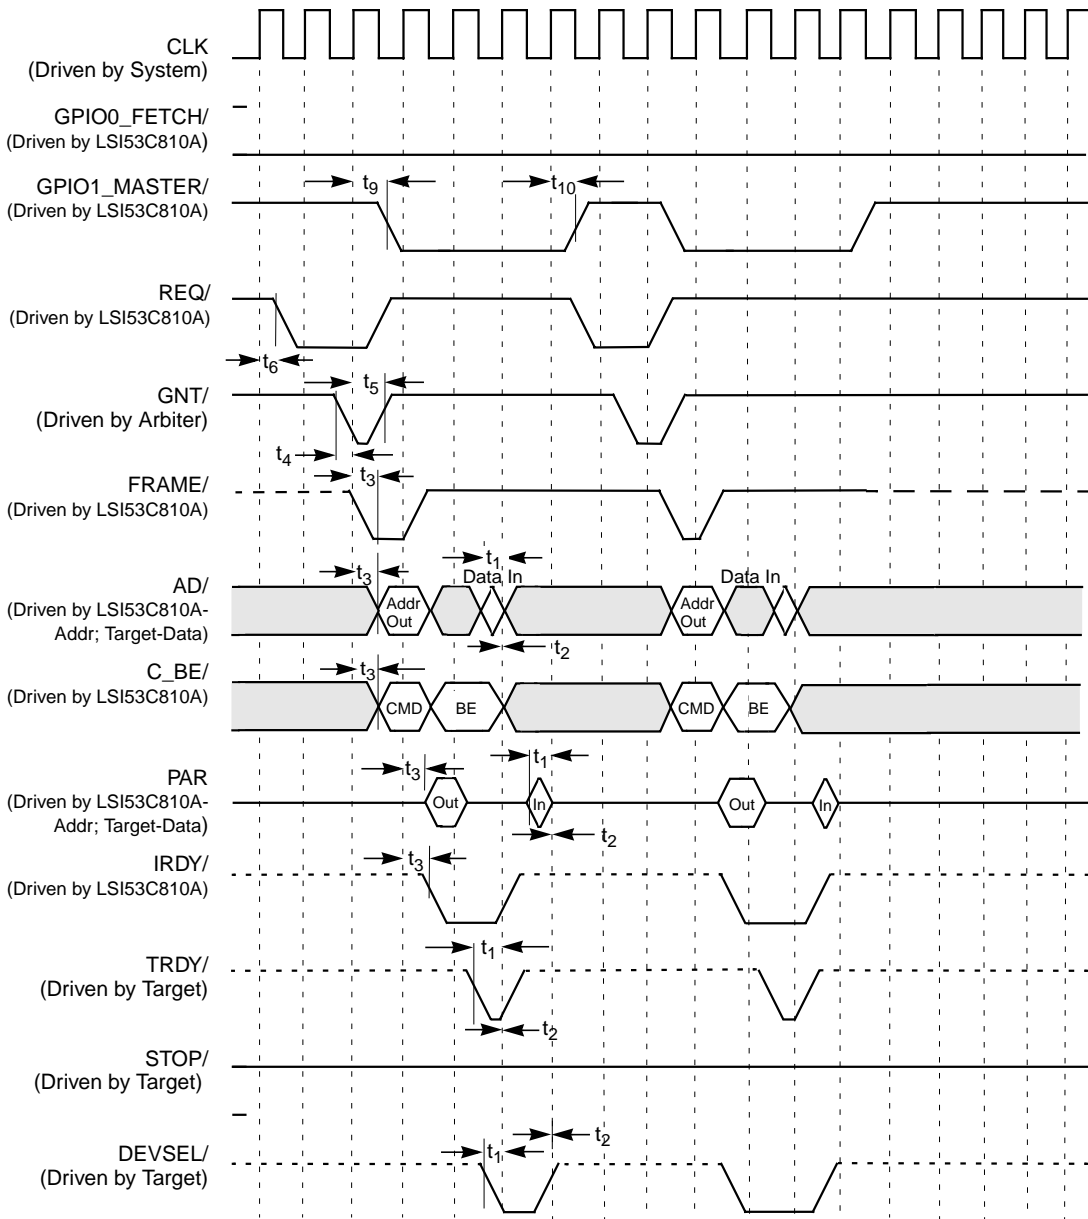 CLK
(Driven by System)
GPIO0_FETCH/
(Driven by LSI53C810A)
GPIO1_MASTER/
(Driven by LSI53C810A)
t9
t10
REQ/
(Driven by LSI53C810A)
t6
t5
GNT/
(Driven by Arbiter)
t4
t3
FRAME/
(Driven by LSI53C810A)
t1
t3
Data In
Data In
AD/
(Driven by LSI53C810A-
Addr; Target-Data)
Addr
Out
Addr
Out
t2
C_BE/
(Driven by LSI53C810A)
t3
CMD
BE
CMD
BE
t1
t3
PAR
(Driven by LSI53C810A-
Addr; Target-Data)
Out
In
Out
In
t2
IRDY/
(Driven by LSI53C810A)
t3
t1
TRDY/
(Driven by Target)
t2
STOP/
(Driven by Target)
t2
t1
DEVSEL/
(Driven by Target)